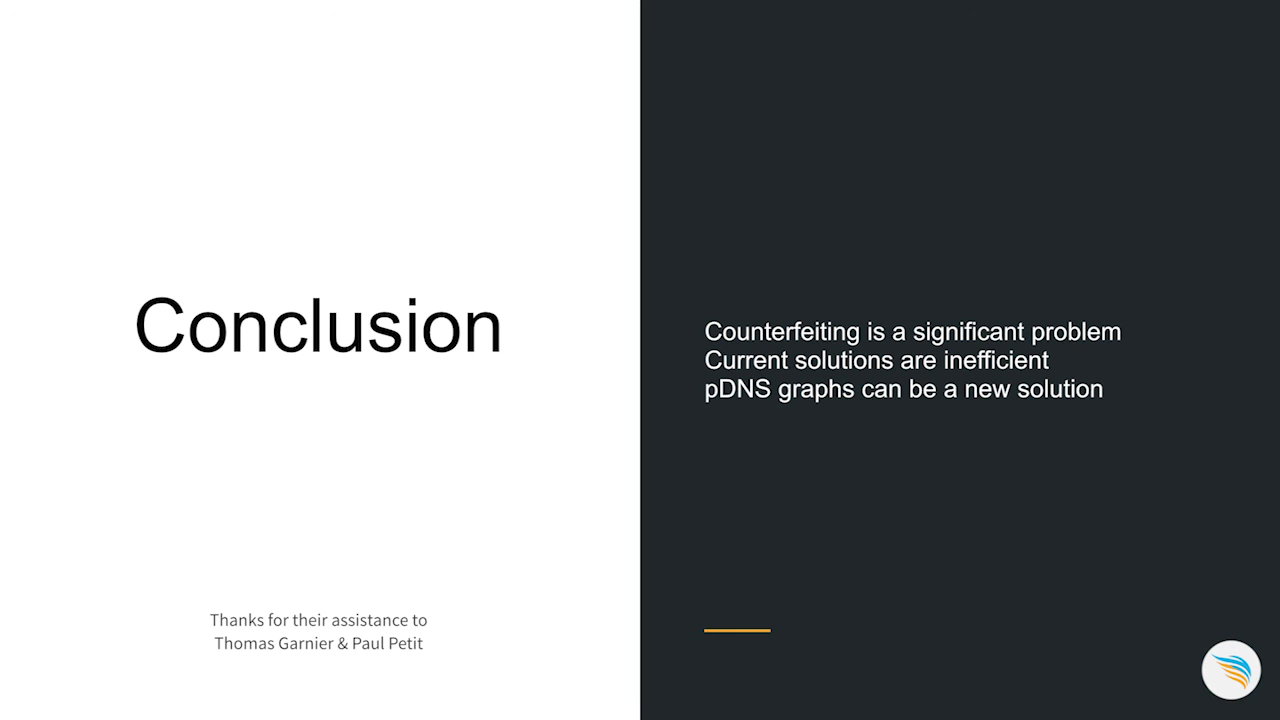 Conclusion
Thanks for their assistance to
Thomas Garnier & Paul Petit
Counterfeiting is a significant problem
Current solutions are inefficient
pDNS graphs can be a new solution